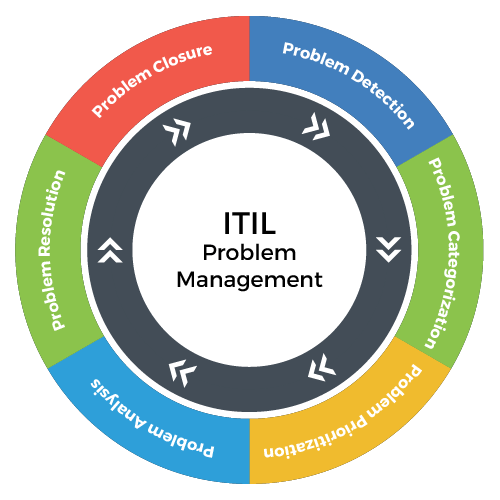 ITIL
Problem
Management
Problem Detection
Problem Categorization
Problem Prioritization
Problem Analysis
Problem Resolution
Problem Closure